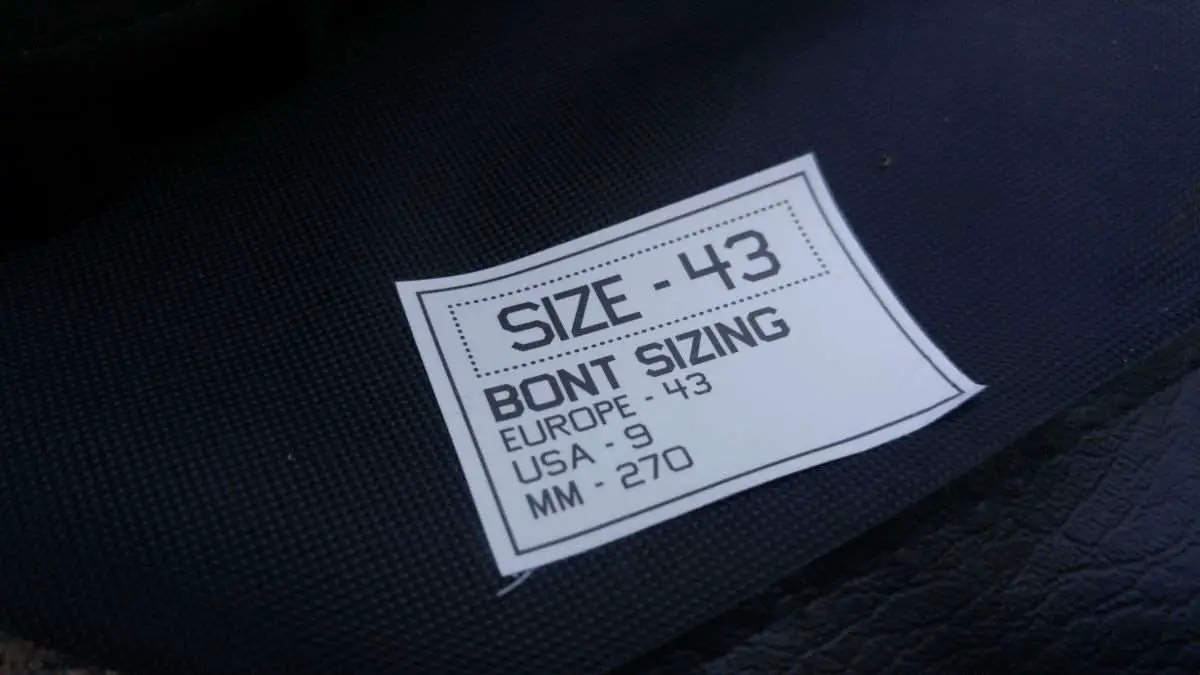 SIZE - 43
BONT SIZING
EUROPE - 43
USA - 9
MM - 270